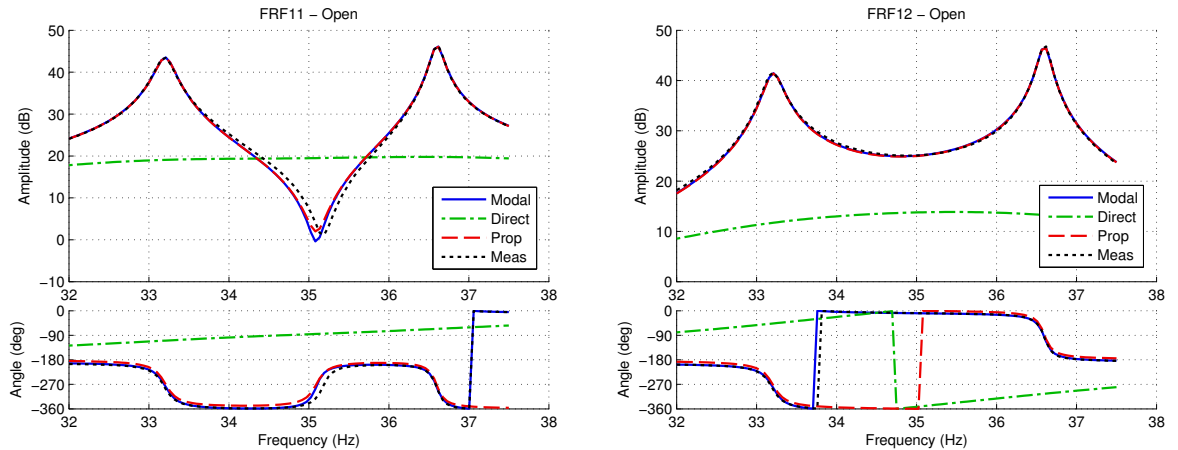 FRF11 − Open
50
40
30
20
10
0
−10
Amplitude (dB)
32 33 34 35 36 37 38
Modal
Direct
Prop
Meas
0
−90
−180
−270
−360
Angle (deg)
32 33 34 35 36 37 38
Frequency (Hz)
FRF12 − Open
50
40
30
20
10
0
Amplitude (dB)
32 33 34 35 36 37 38
Modal
Direct
Prop
Meas
0
−90
−180
−270
−360
Angle (deg)
32 33 34 35 36 37 38
Frequency (Hz)